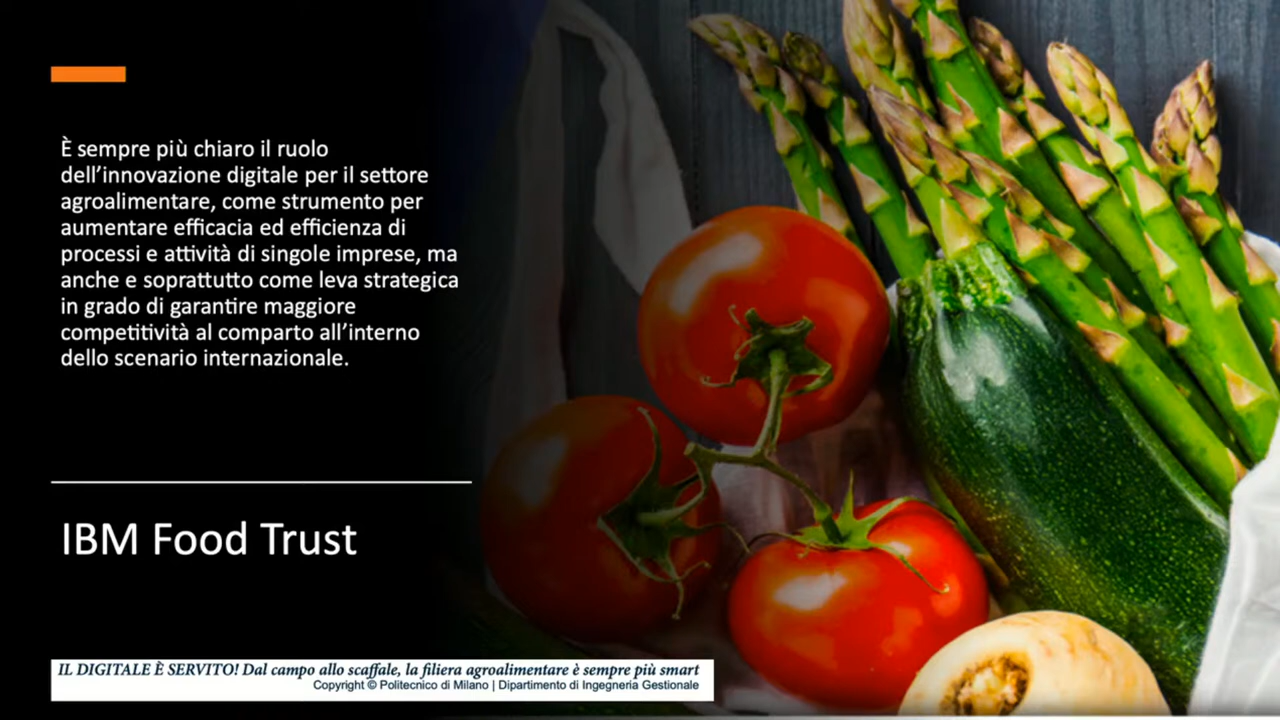 È sempre più chiaro il ruolo
dell’innovazione digitale per il settore
agroalimentare, come strumento per
aumentare efficacia ed efficienza di
processi e attività di singole imprese, ma
anche e soprattutto come leva strategica
in grado di garantire maggiore
competitività al comparto all’interno
dello scenario internazionale.
IBM Food Trust
IL DIGITALE È SERVITO! Dal campo allo scaffale, la filiera agroalimentare è sempre più smart
Copyright © Politecnico di Milano | Dipartimento di Ingegneria Gestionale